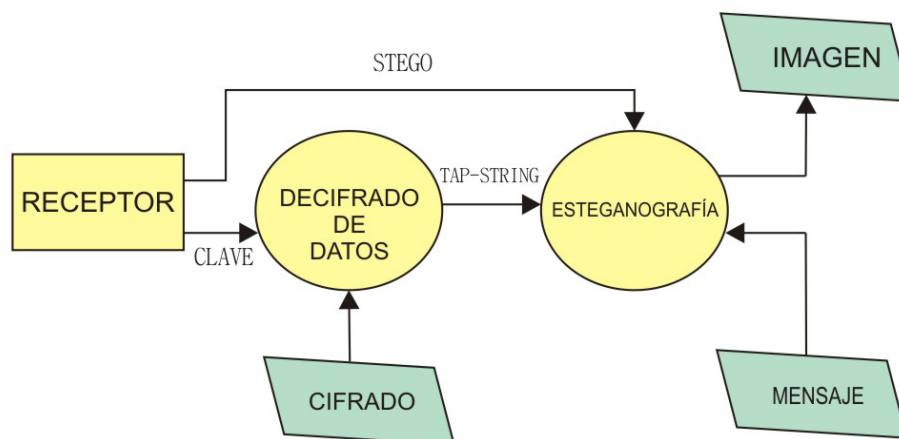 STEGO
IMAGEN
RECEPTOR
CLAVE
DECIFRADO
DE
DATOS
TAP-STRING
ESTEGANOGRAFÍA
CIFRADO
MENSAJE